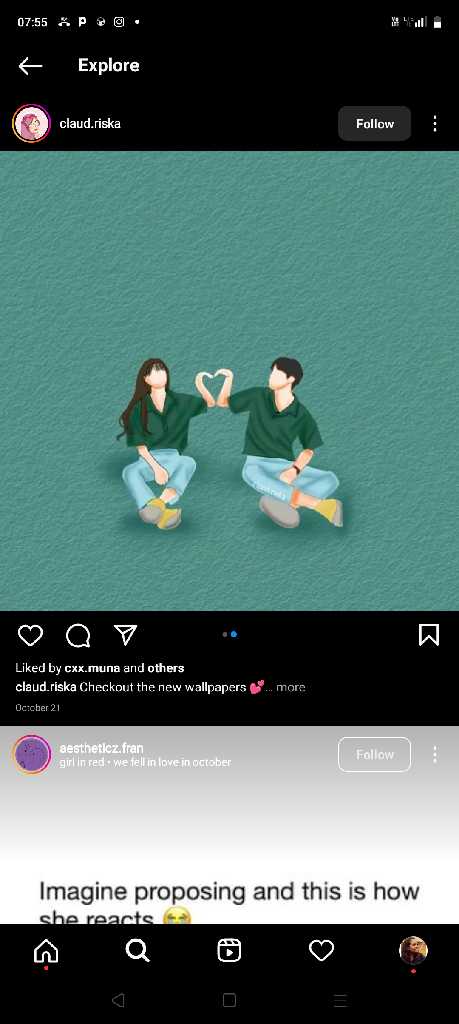 07:55
Explore
claud.riska
Follow
Liked by cxx.muna and others
claud.riska Checkout the new wallpapers 💕... more
October 21
aestheticz.fran
girl in red • we fell in love in october
Follow
Imagine proposing and this is how
she reacts 😭